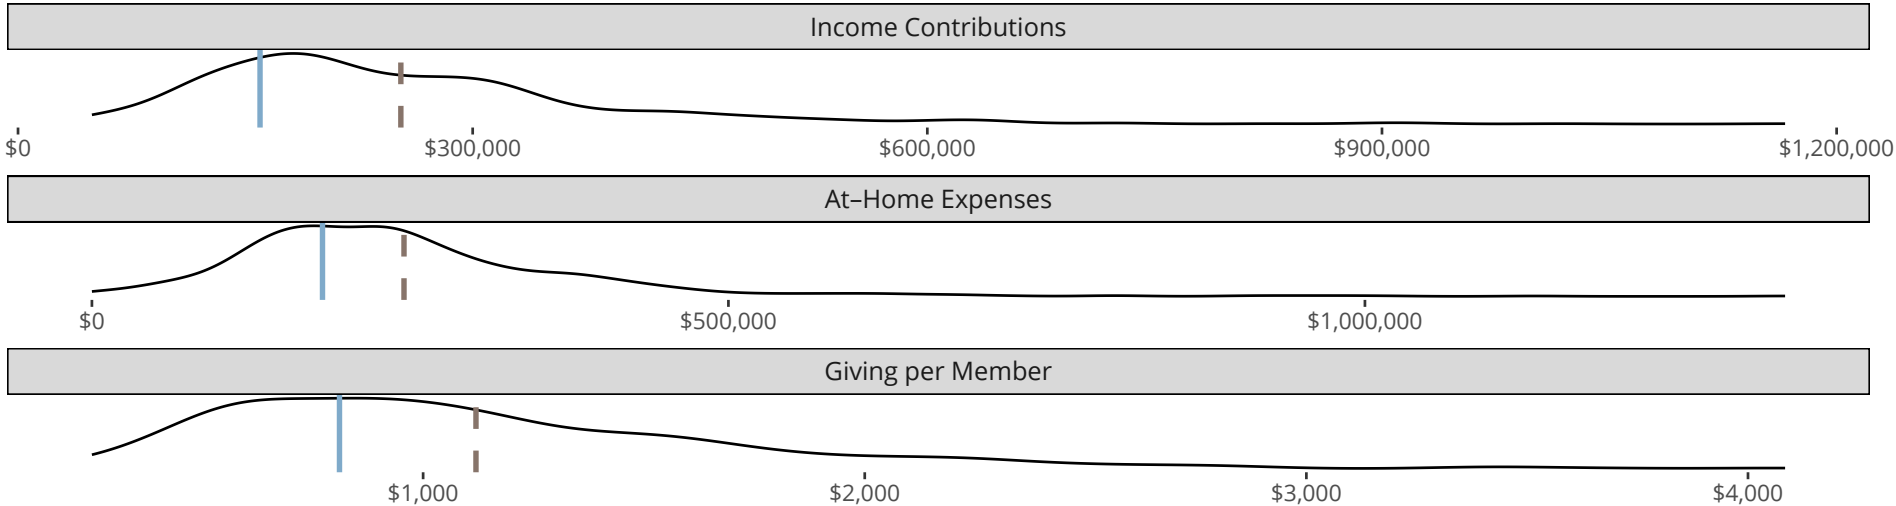 Income Contributions
$0 $300,000 $600,000 $900,000 $1,200,000
At–Home Expenses
$0 $500,000 $1,000,000
Giving per Member
$1,000 $2,000 $3,000 $4,000